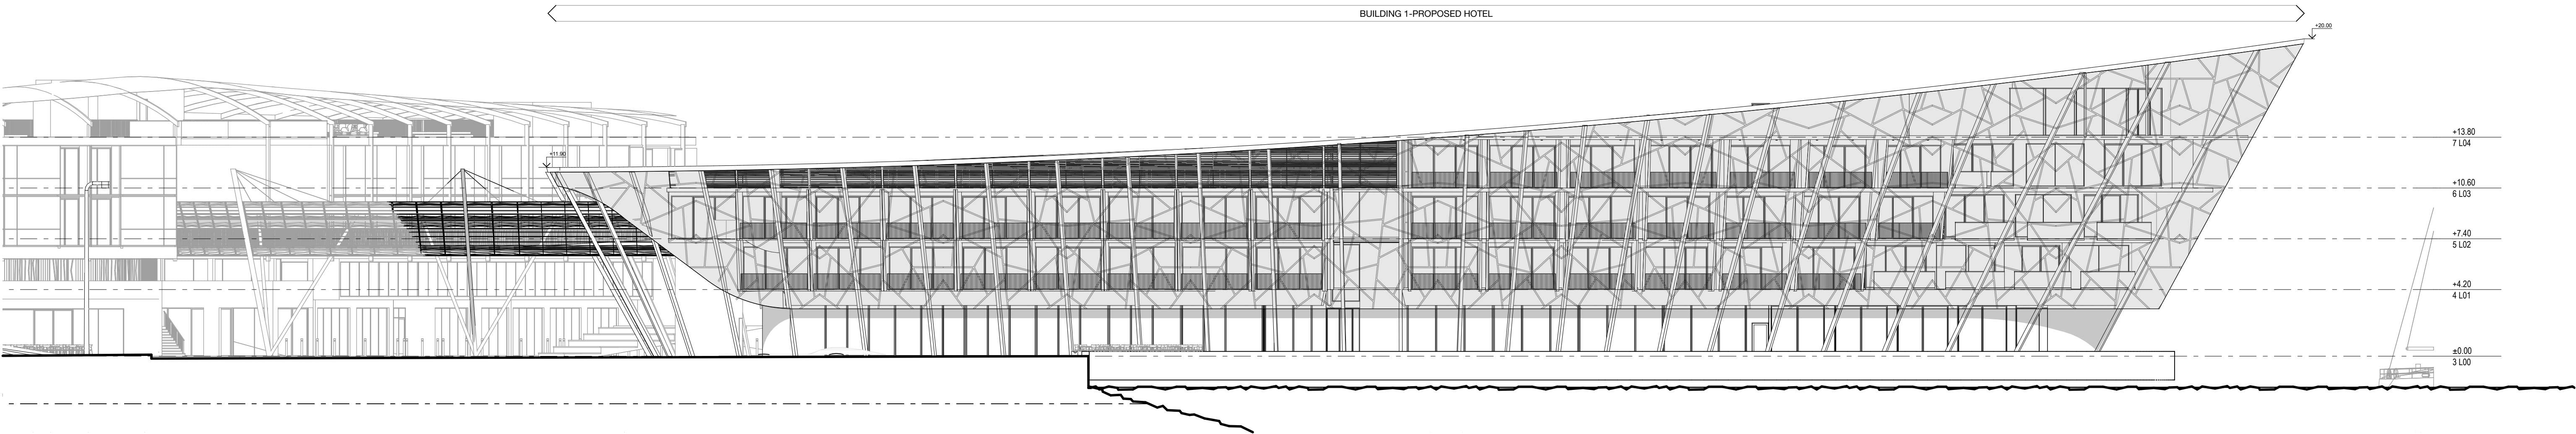 BUILDING 1-PROPOSED HOTEL
+20.00
+13.80
7 L04
+11.90
+10.60
6 L03
+7.40
5 L02
+4.20
4 L01
±0.00
3 L00